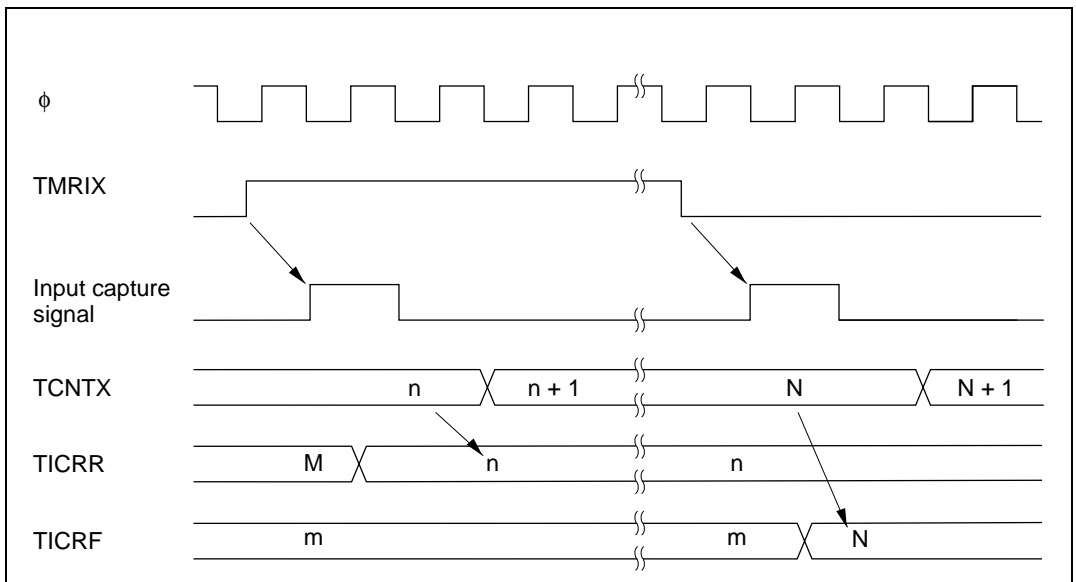 ϕ
TMRIX
Input capture
signal
TCNTX n n + 1 N N + 1
TICRR M n n
TICRF m m N